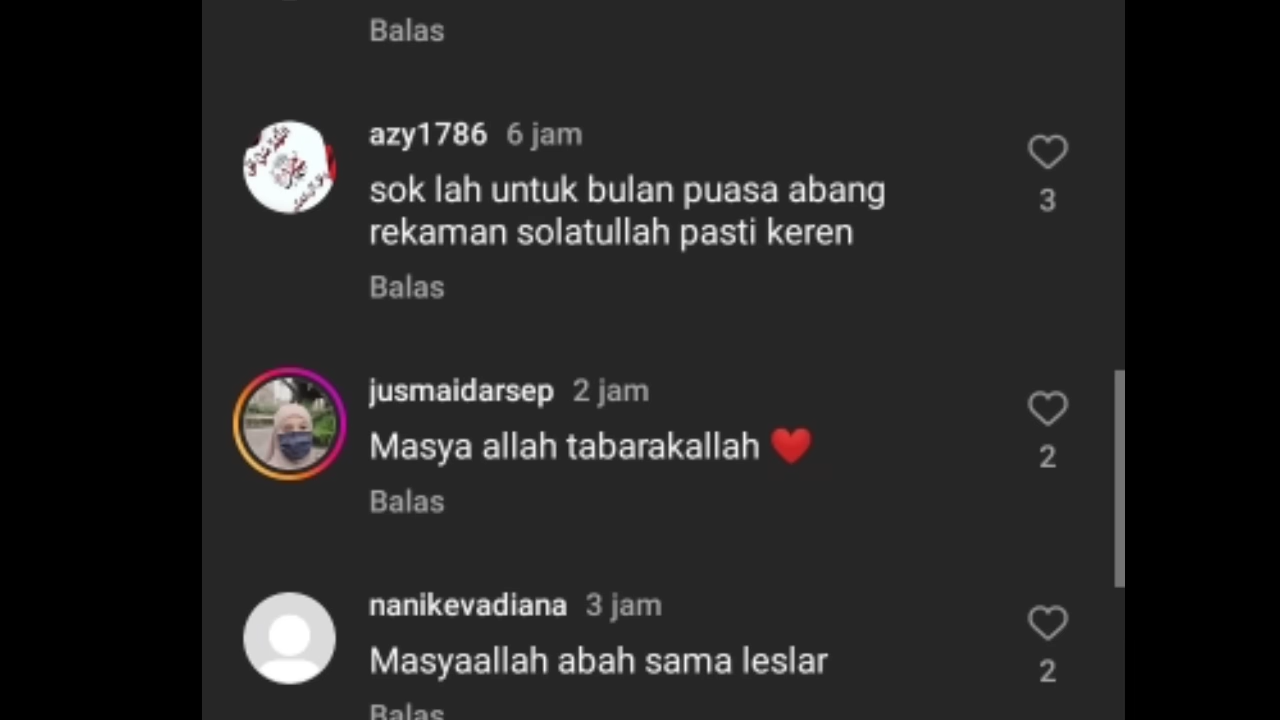 Balas
azy1786 6 jam
sok lah untuk bulan puasa abang
rekaman solatullah pasti keren
3
Balas
jusmaidarsep 2 jam
Masya allah tabarakallah ❤️
2
Balas
nanikevadiana 3 jam
Masyaallah abah sama leslar
2
Balas